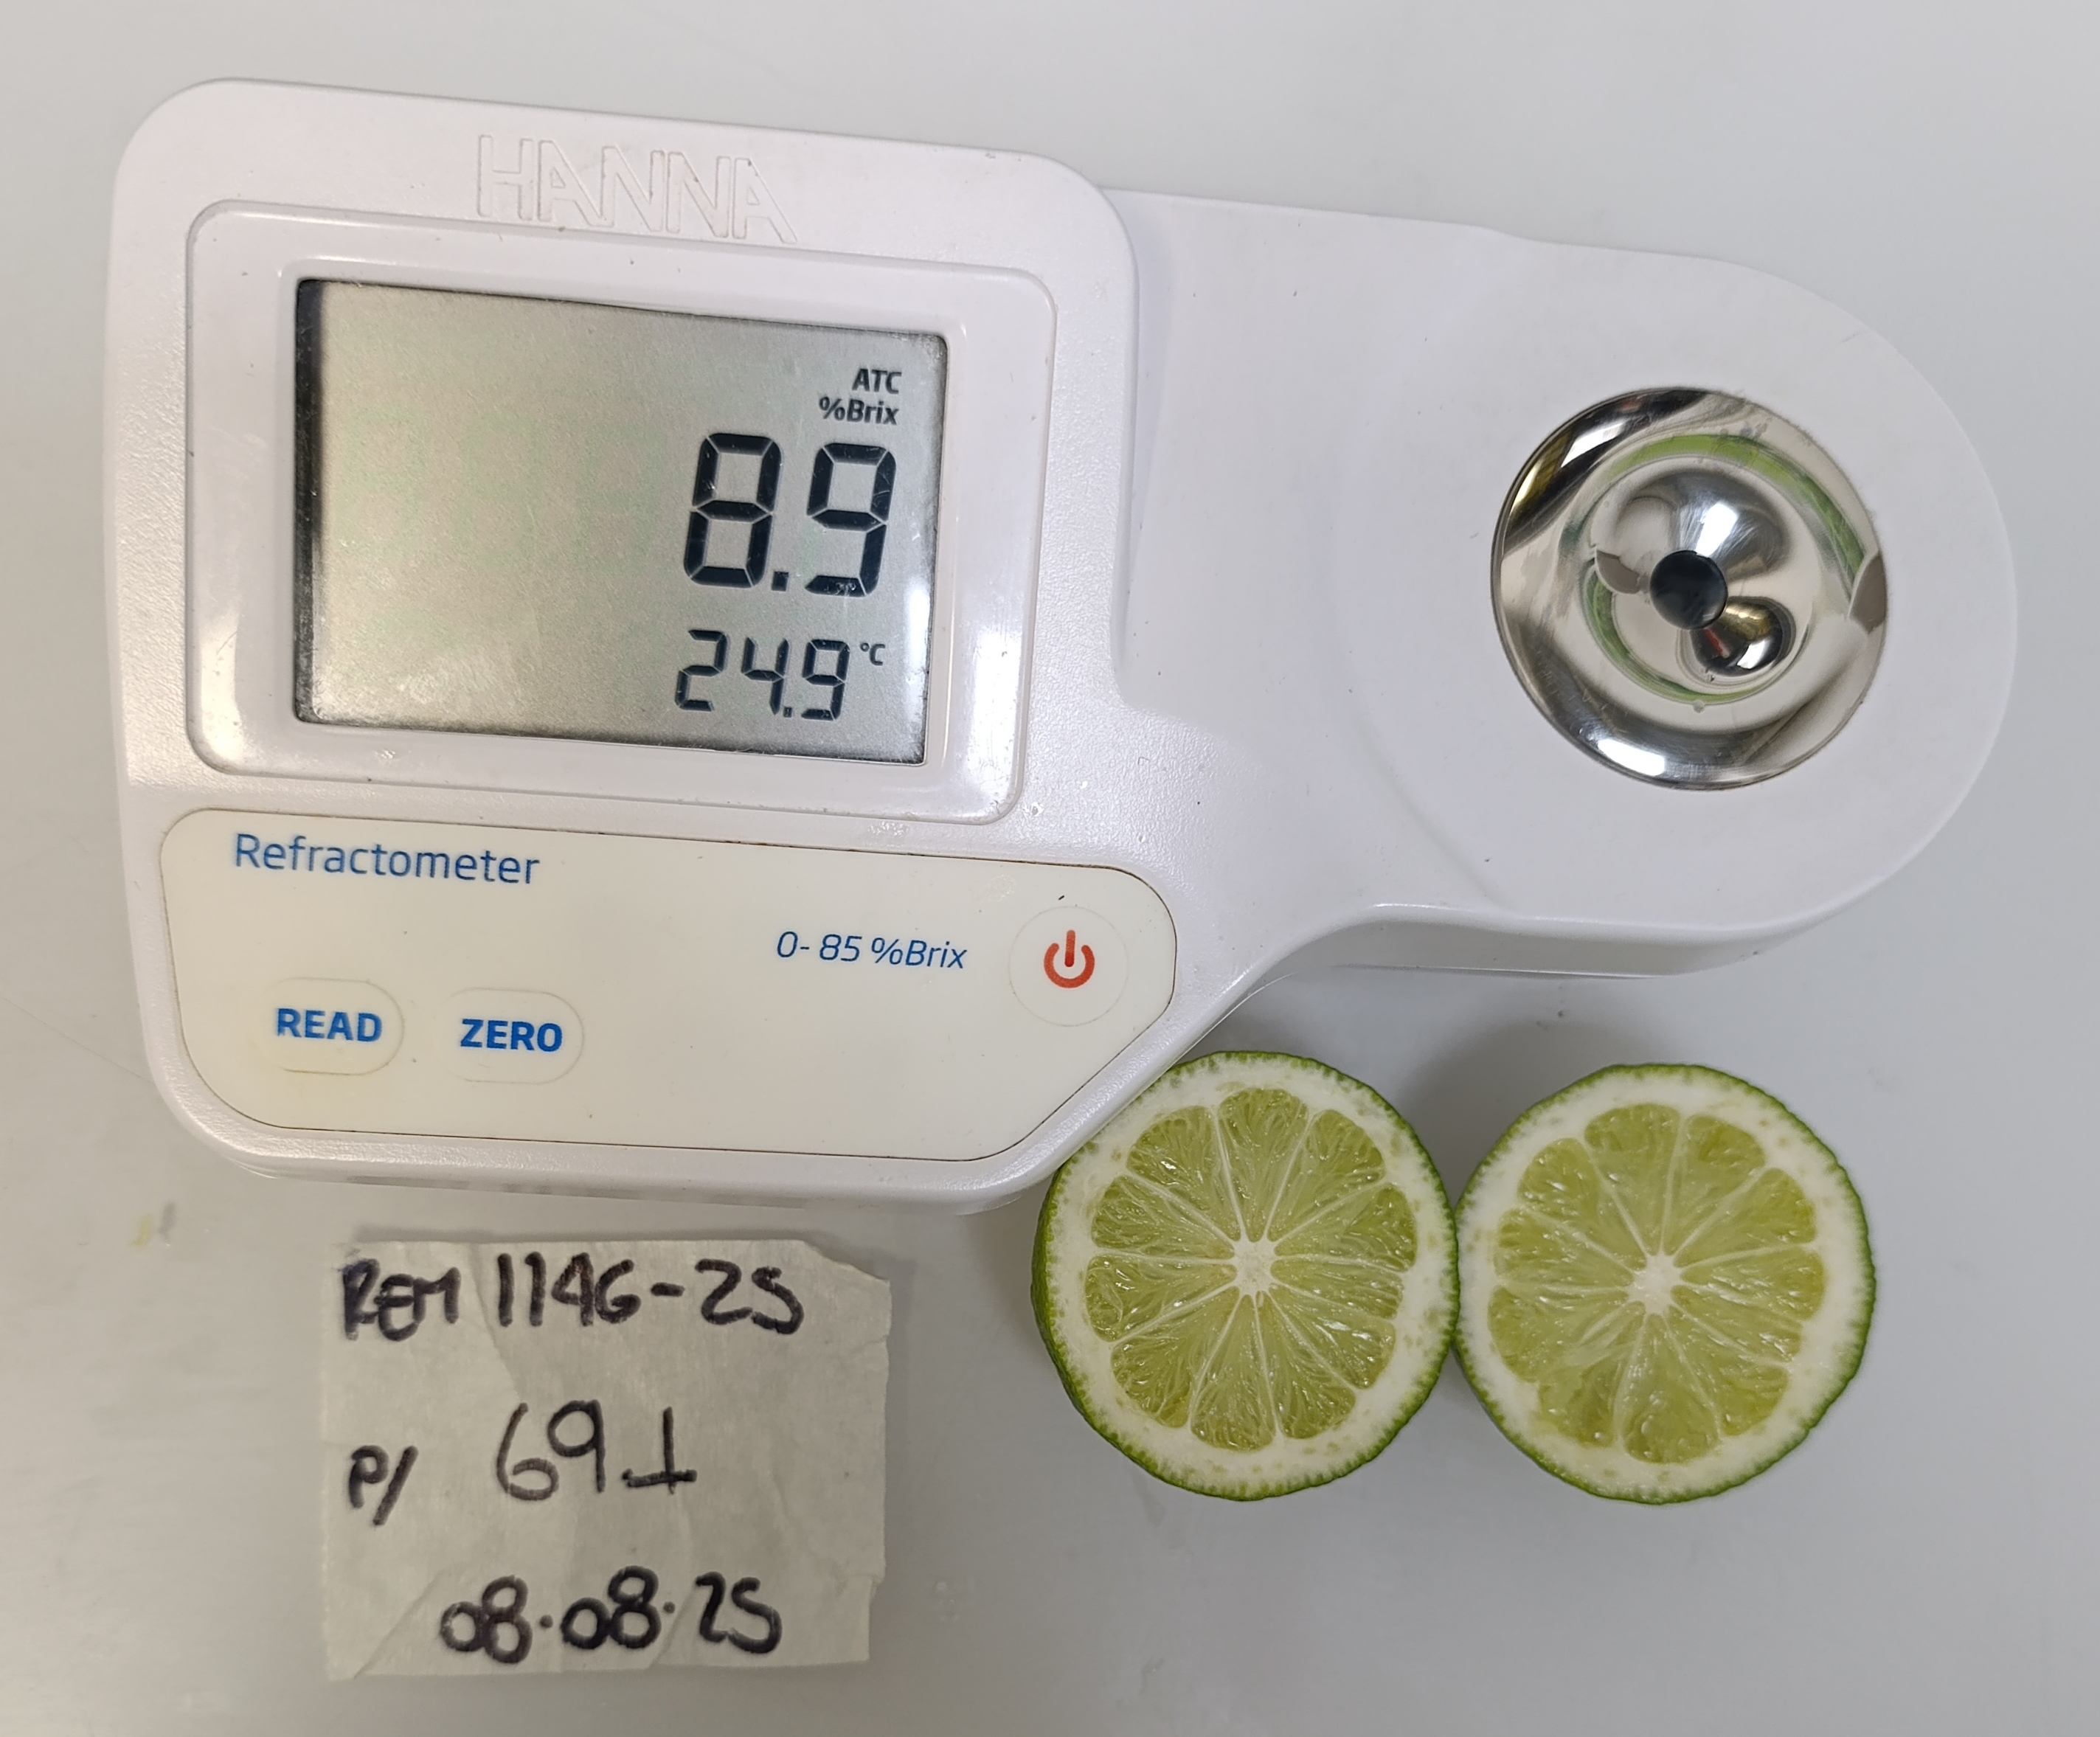 HANNA
ATC
%Brix
8.9
24.9 °C
Refractometer
0-85 %Brix
READ ZERO
REM 1146-25
P/ 691
08.08.25